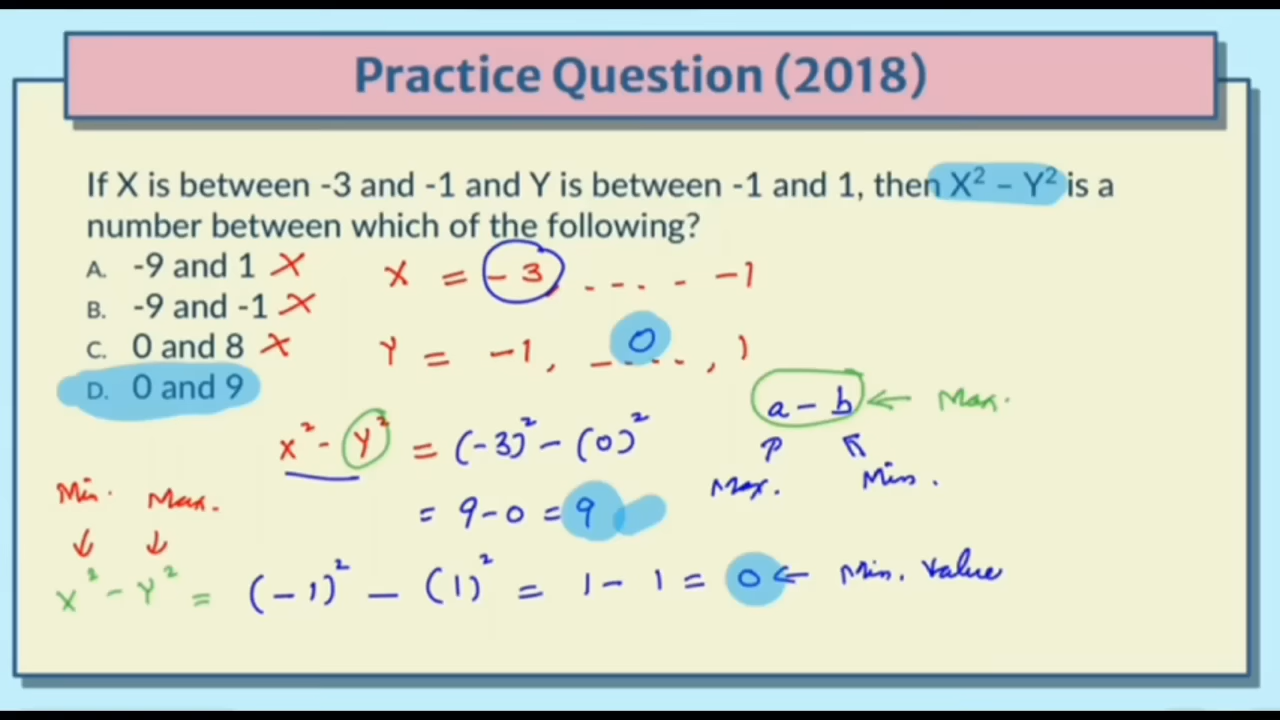 Practice Question (2018)
If X is between -3 and -1 and Y is between -1 and 1, then X² – Y² is a
number between which of the following?
A. -9 and 1 ×
B. -9 and -1 ×
C. 0 and 8 ×
D. 0 and 9
X = -3, ..... -1
Y = -1, ... 0 ..., 1
a - b ← Max.
Max. Min.
x² - y² = (-3)² - (0)²
= 9 - 0 = 9
Min. Max.
x² - y² = (-1)² - (1)² = 1 - 1 = 0 ← Min. Value